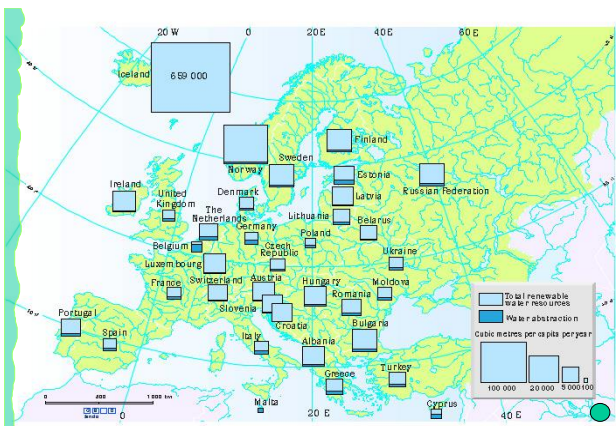 20 W
0
20 E
40 E
60 E
40 W
Iceland
659 000
Finland
Norway
Sweden
Estonia
Russian Federation
Latvia
Ireland
United
Kingdom
Denmark
The
Netherlands
Lithuania
Belarus
Germany
Poland
Belgium
Czech
Republic
Luxembourg
Ukraine
France
Switzerland
Austria
Hungary
Moldova
Slovenia
Romania
Croatia
Portugal
Spain
Bulgaria
Italy
Albania
Greece
Turkey
Malta
Cyprus
Total renewable
water resources
Water abstraction
Cubic metres per capita per year
100 000
20 000
5 000
100
0
1000 km
0
20 E
40 E